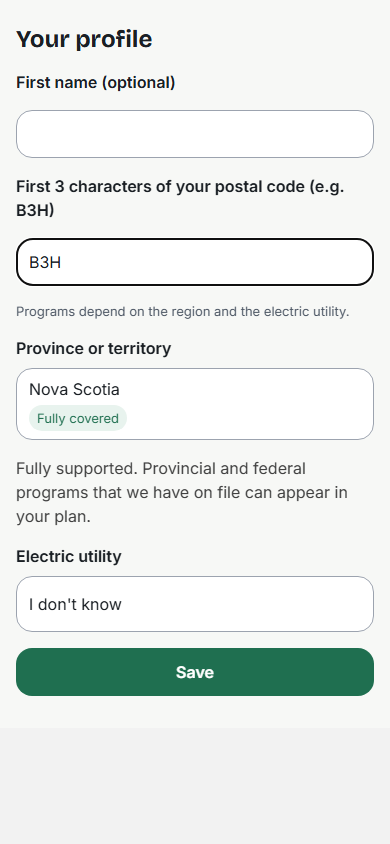 Your profile
First name (optional)
First 3 characters of your postal code (e.g.
B3H)
B3H
Programs depend on the region and the electric utility.
Province or territory
Nova Scotia
Fully covered
Fully supported. Provincial and federal
programs that we have on file can appear in
your plan.
Electric utility
I don't know
Save